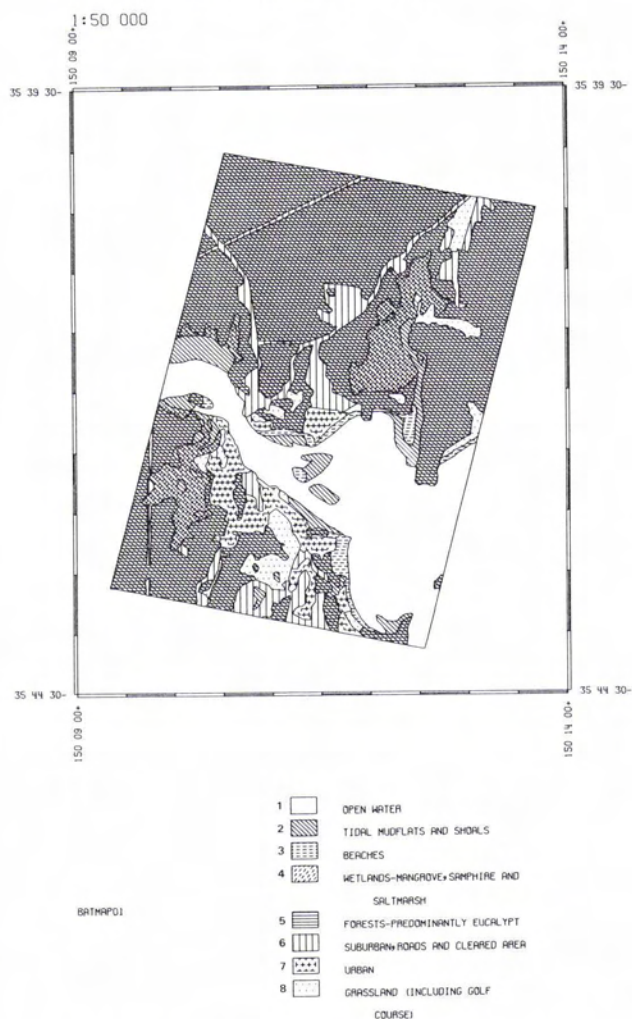 1:50 000
150 09 00+
150 14 00+
35 39 30-
35 39 30-
35 44 30-
35 44 30-
150 09 00+
150 14 00+
1 OPEN WATER
2 TIDAL MUDFLATS AND SHOALS
3 BEACHES
4 WETLANDS-MANGROVE, SAMPHIRE AND
SALTMARSH
BATMAP01
5 FORESTS-PREDOMINANTLY EUCALYPT
6 SUBURBAN, ROADS AND CLEARED AREA
7 URBAN
8 GRASSLAND (INCLUDING GOLF
COURSE)